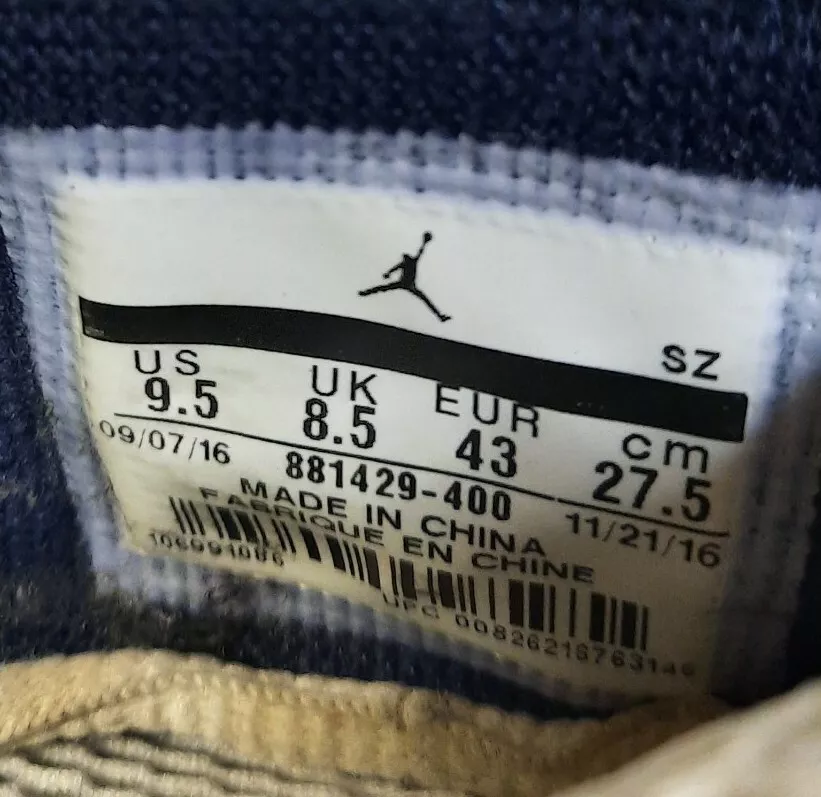 SZ
US UK EUR cm
9.5 8.5 43 27.5
09/07/16 881429-400 11/21/16
MADE IN CHINA
FABRIQUE EN CHINE